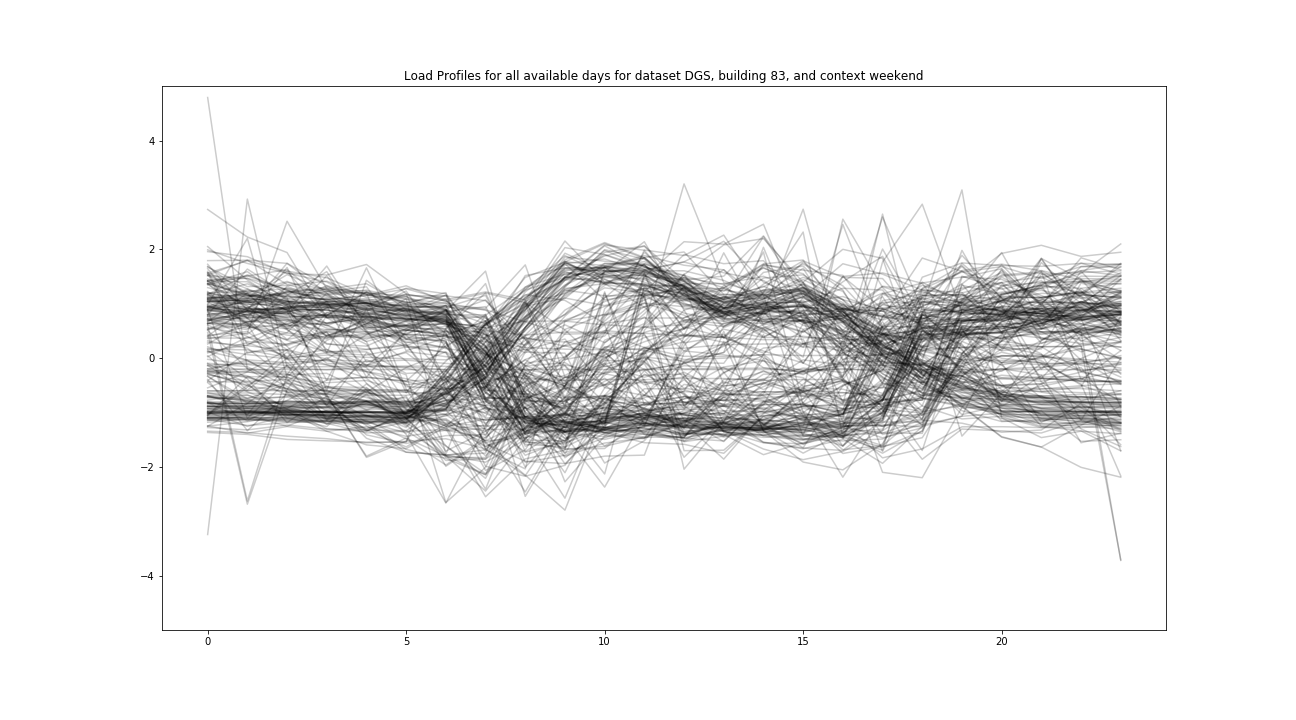 Load Profiles for all available days for dataset DGS, building 83, and context weekend
4
2
0
−2
−4
0 5 10 15 20